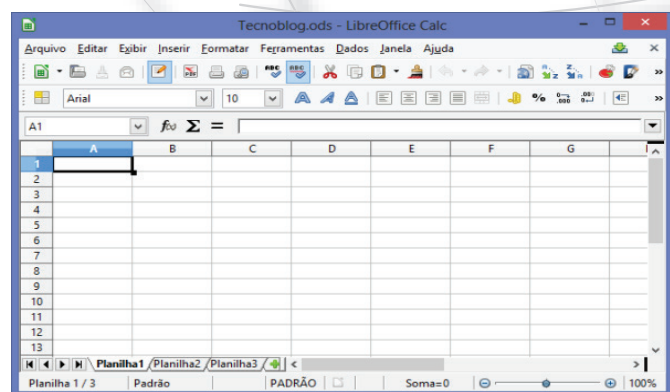 Tecnoblog.ods - LibreOffice Calc
Arquivo Editar Exibir Inserir Formatar Ferramentas Dados Janela Ajuda
Arial 10
A1
A B C D E F G
1
2
3
4
5
6
7
8
9
10
11
12
13
Planilha1 Planilha2 Planilha3
Planilha 1 / 3 Padrão PADRÃO Soma=0 100%